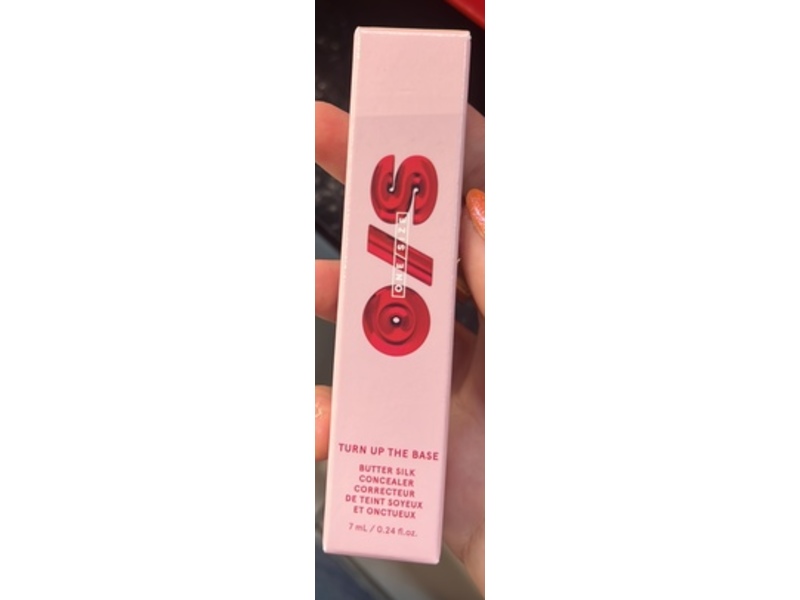 O/S
ONE/SIZE
TURN UP THE BASE
BUTTER SILK
CONCEALER
CORRECTEUR
DE TEINT SOYEUX
ET ONCTUEUX
7 mL / 0.24 fl.oz.